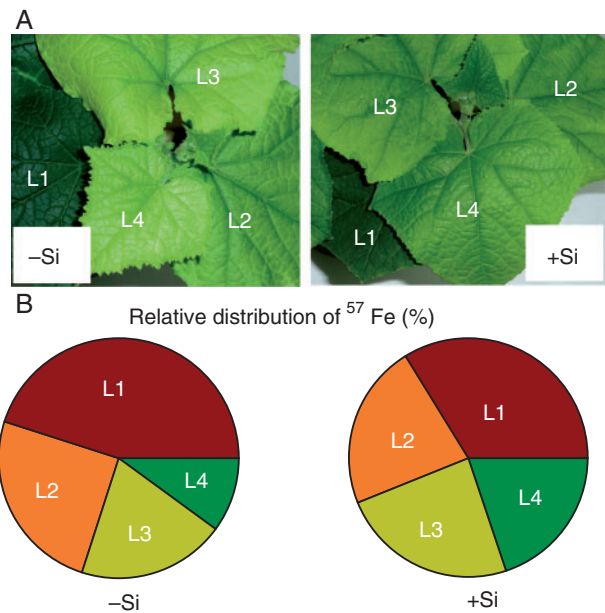 A
L3
L1
L4
L2
–Si
L3
L2
L4
L1
+Si
B
Relative distribution of ⁵⁷ Fe (%)
L1
L2
L3
L4
–Si
L1
L2
L3
L4
+Si